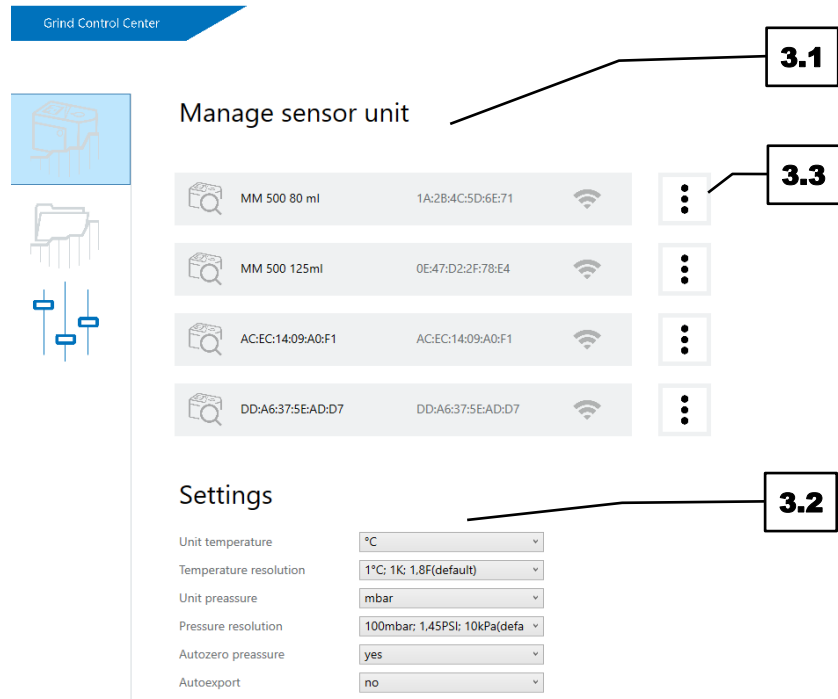 Grind Control Center
3.1
Manage sensor unit
3.3
MM 500 80 ml 1A:2B:4C:5D:6E:71
MM 500 125ml 0E:47:D2:2F:78:E4
AC:EC:14:09:A0:F1 AC:EC:14:09:A0:F1
DD:A6:37:5E:AD:D7 DD:A6:37:5E:AD:D7
Settings
3.2
Unit temperature °C
Temperature resolution 1°C; 1K; 1,8F(default)
Unit preassure mbar
Pressure resolution 100mbar; 1,45PSI; 10kPa(defa
Autozero preassure yes
Autoexport no